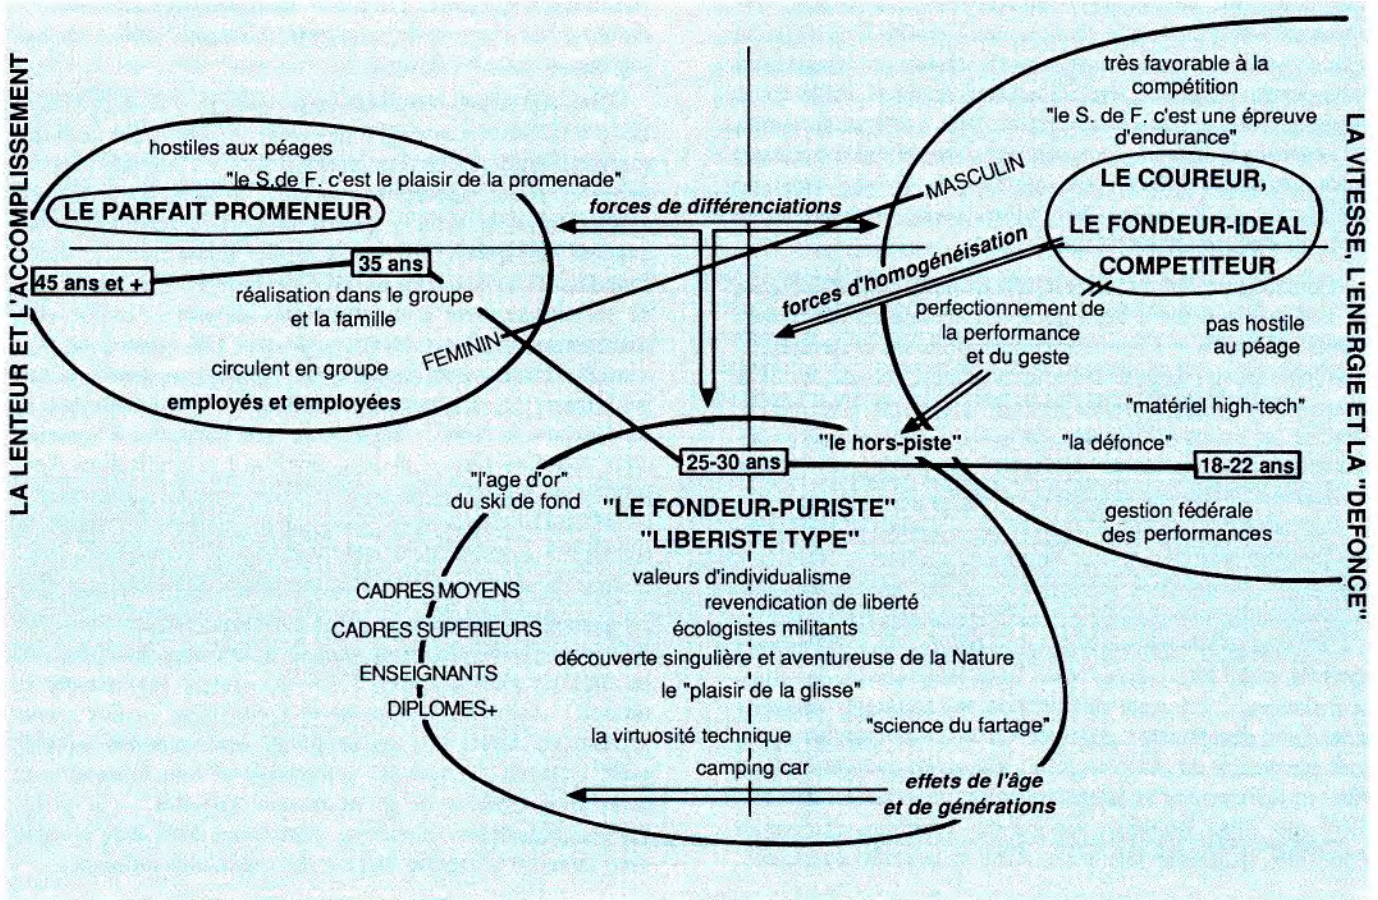 LA LENTEUR ET L'ACCOMPLISSEMENT
hostiles aux péages
"le S.de F. c'est le plaisir de la promenade"
LE PARFAIT PROMENEUR
45 ans et +
35 ans
réalisation dans le groupe
et la famille
FEMININ
circulent en groupe
employés et employées
forces de différenciations
MASCULIN
forces d'homogénéisation
très favorable à la
compétition
"le S. de F. c'est une épreuve
d'endurance"
LE COUREUR,
LE FONDEUR-IDEAL
COMPETITEUR
perfectionnement de
la performance
et du geste
pas hostile
au péage
"matériel high-tech"
"le hors-piste"
"la défonce"
25-30 ans
18-22 ans
gestion fédérale
des performances
LA VITESSE, L'ENERGIE ET LA "DEFONCE"
"l'age d'or"
du ski de fond
"LE FONDEUR-PURISTE"
"LIBERISTE TYPE"
CADRES MOYENS
CADRES SUPERIEURS
ENSEIGNANTS
DIPLOMES+
valeurs d'individualisme
revendication de liberté
écologistes militants
découverte singulière et aventureuse de la Nature
le "plaisir de la glisse"
"science du fartage"
la virtuosité technique
camping car
effets de l'âge
et de générations